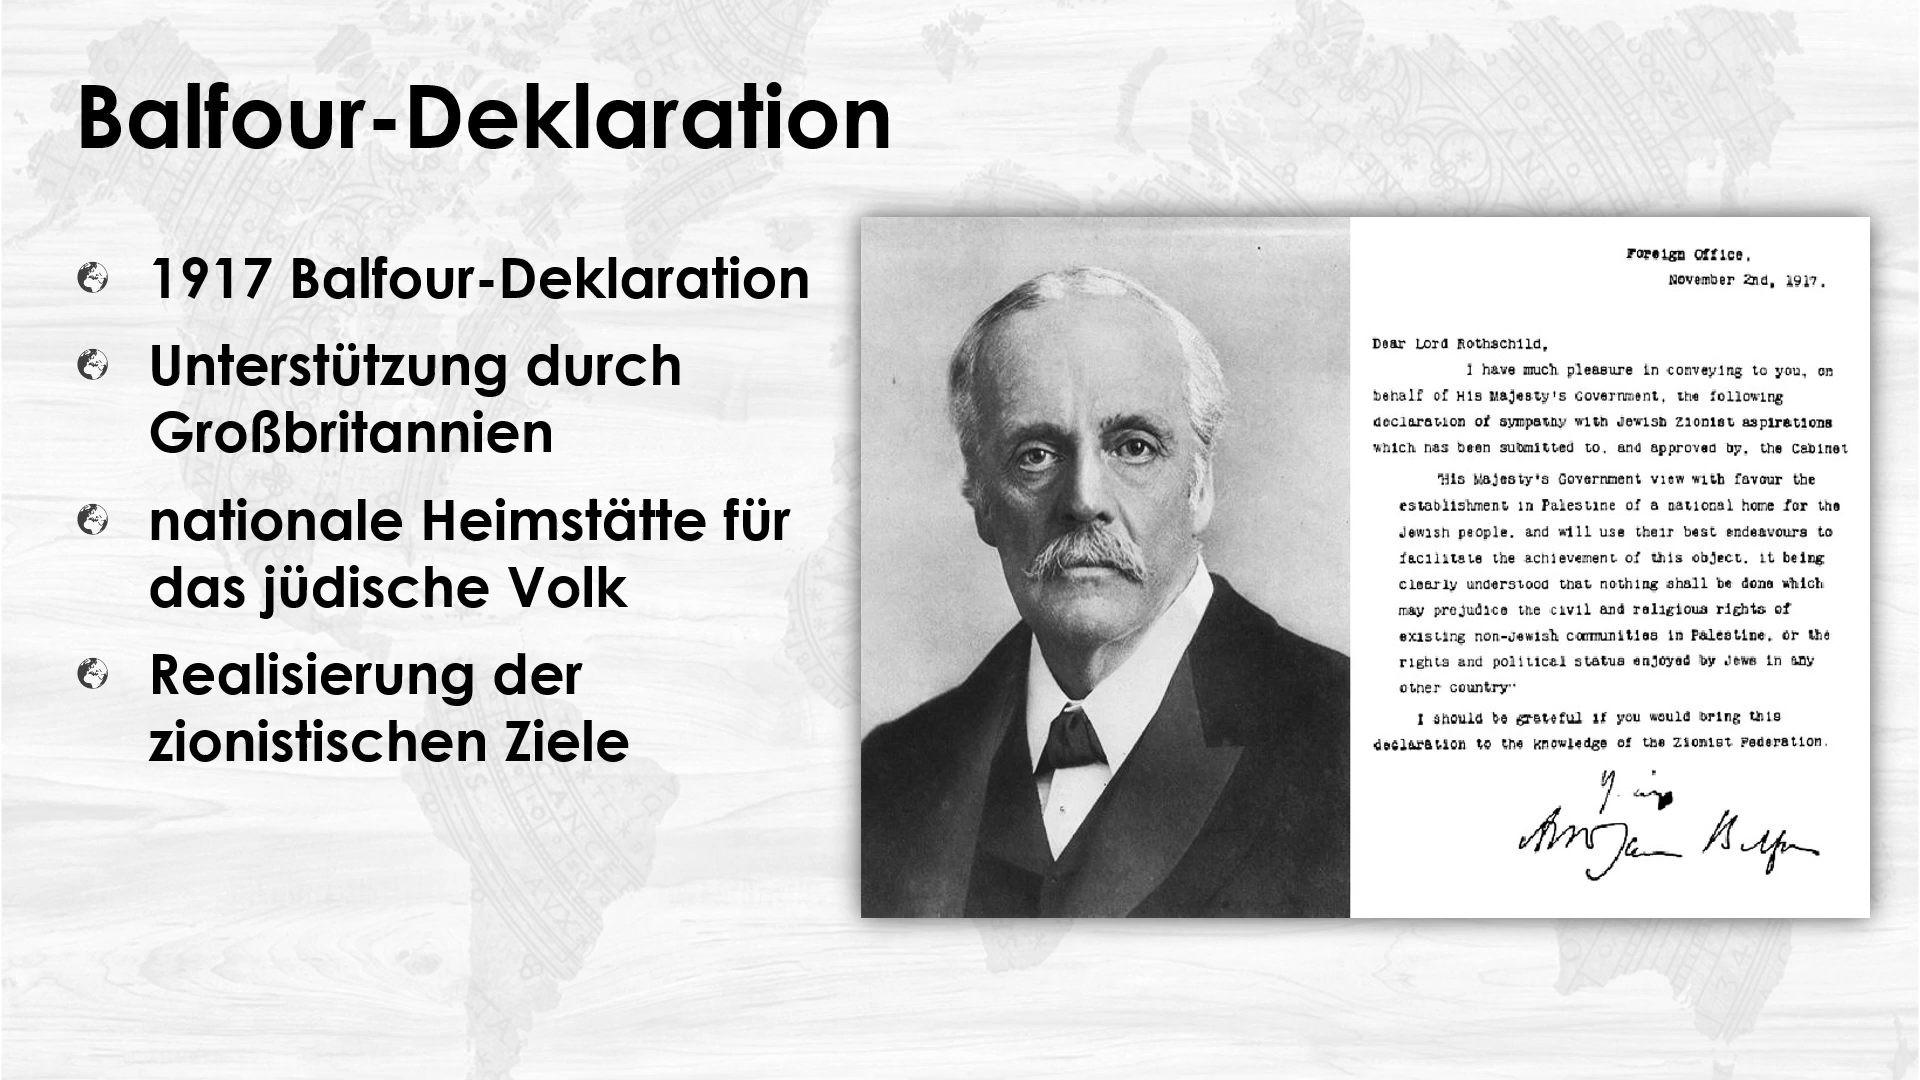 Balfour-Deklaration
1917 Balfour-Deklaration
Unterstützung durch
Großbritannien
nationale Heimstätte für
das jüdische Volk
Realisierung der
zionistischen Ziele
Foreign Office,
November 2nd, 1917.
Dear Lord Rothschild,
I have much pleasure in conveying to you, on
behalf of His Majesty's Government, the following
declaration of sympathy with Jewish Zionist aspirations
which has been submitted to, and approved by, the Cabinet
"His Majesty's Government view with favour the
establishment in Palestine of a national home for the
Jewish people, and will use their best endeavours to
facilitate the achievement of this object, it being
clearly understood that nothing shall be done which
may prejudice the civil and religious rights of
existing non-Jewish communities in Palestine, or the
rights and political status enjoyed by Jews in any
other country"
I should be grateful if you would bring this
declaration to the knowledge of the Zionist Federation.